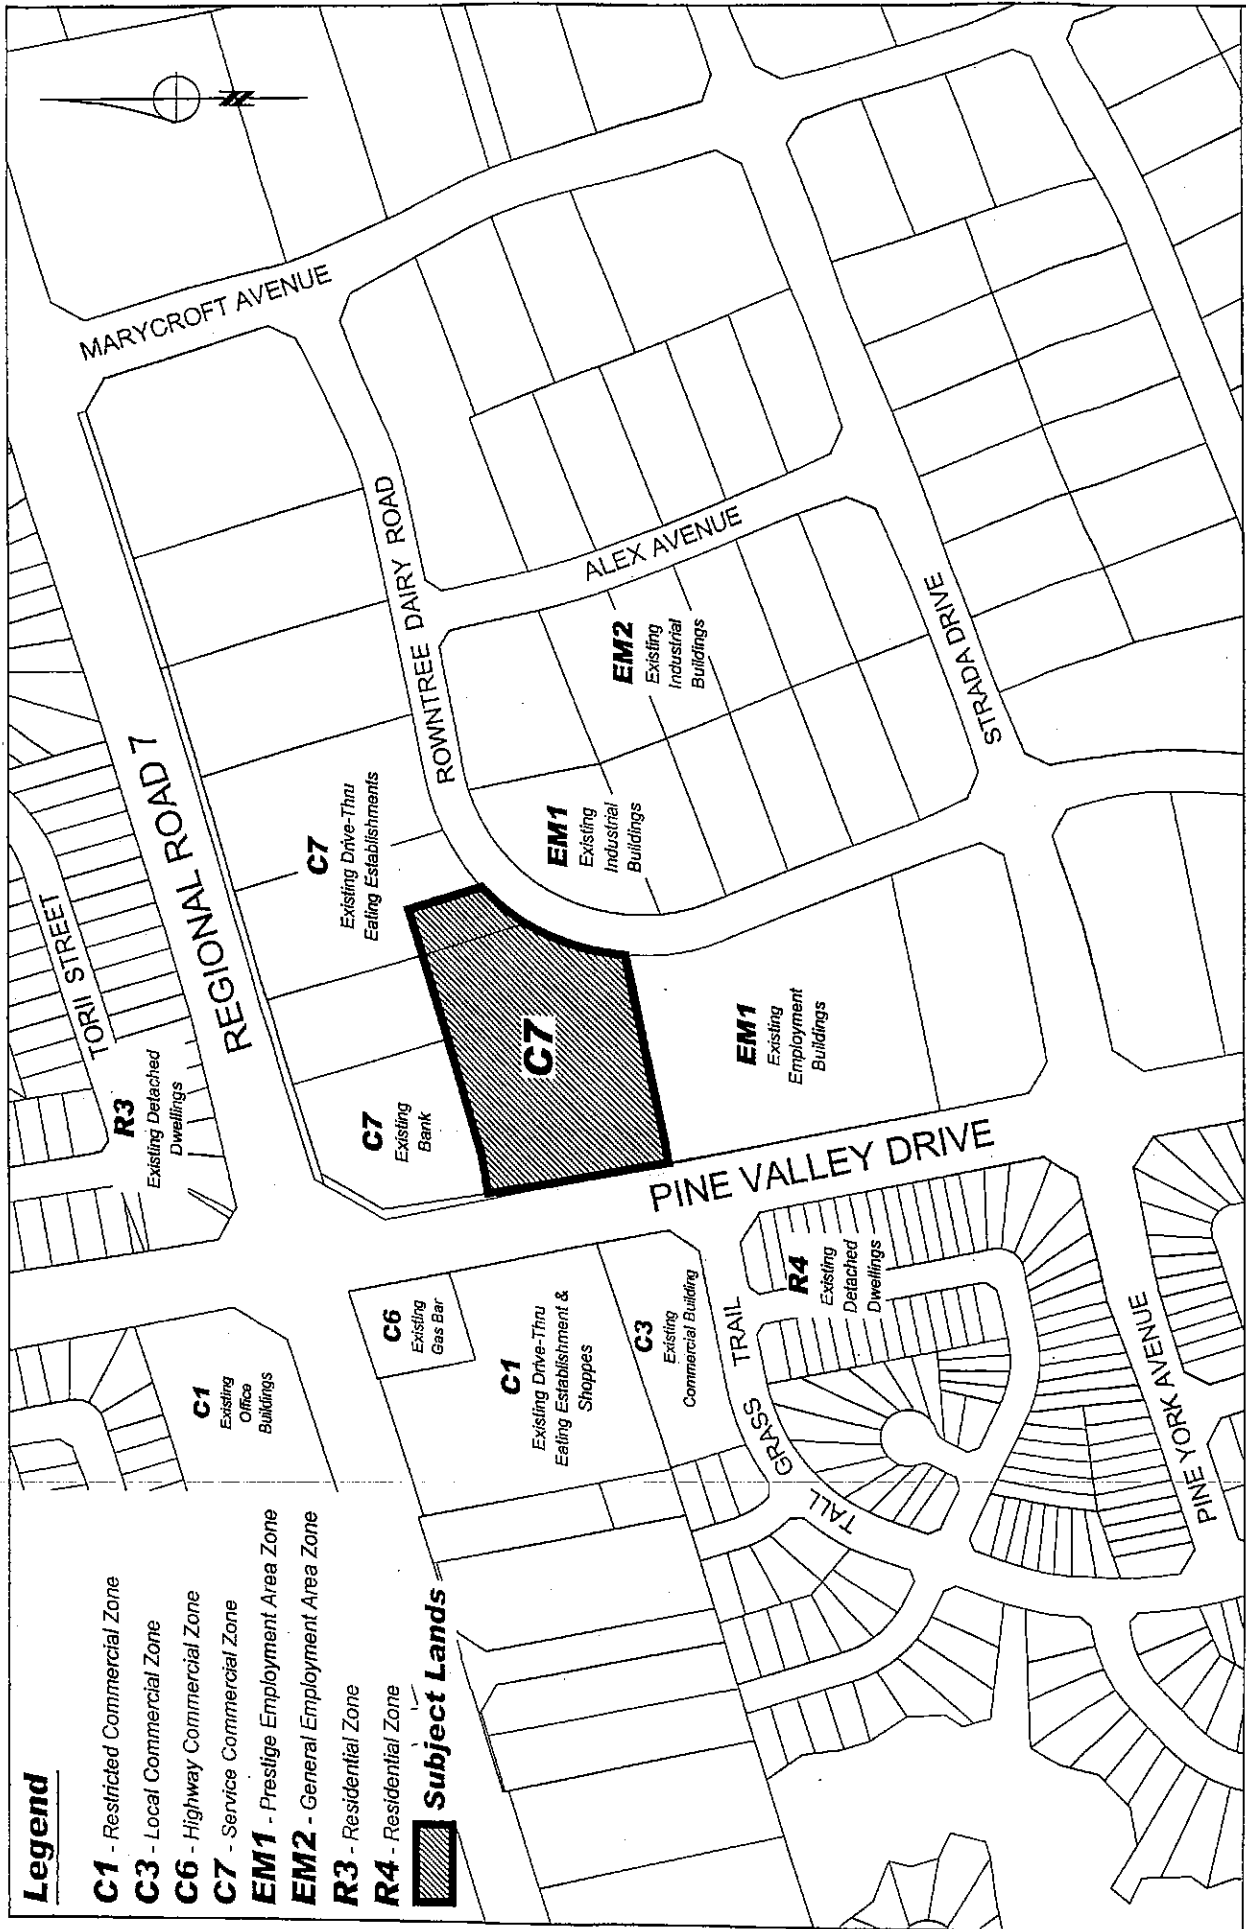 Legend
C1 - Restricted Commercial Zone
C3 - Local Commercial Zone
C6 - Highway Commercial Zone
C7 - Service Commercial Zone
EM1 - Prestige Employment Area Zone
EM2 - General Employment Area Zone
R3 - Residential Zone
R4 - Residential Zone
Subject Lands
N
TORII STREET
R3
Existing Detached
Dwellings
REGIONAL ROAD 7
MARYCROFT AVENUE
C1
Existing
Office
Buildings
C6
Existing
Gas Bar
C7
Existing
Bank
C7
Existing Drive-Thru
Eating Establishments
ROWNTREE DAIRY ROAD
C1
Existing Drive-Thru
Eating Establishment &
Shoppes
C7
EM1
Existing
Industrial
Buildings
EM2
Existing
Industrial
Buildings
ALEX AVENUE
C3
Existing
Commercial Building
PINE VALLEY DRIVE
EM1
Existing
Employment
Buildings
TALL GRASS TRAIL
R4
Existing
Detached
Dwellings
STRADA DRIVE
PINE YORK AVENUE